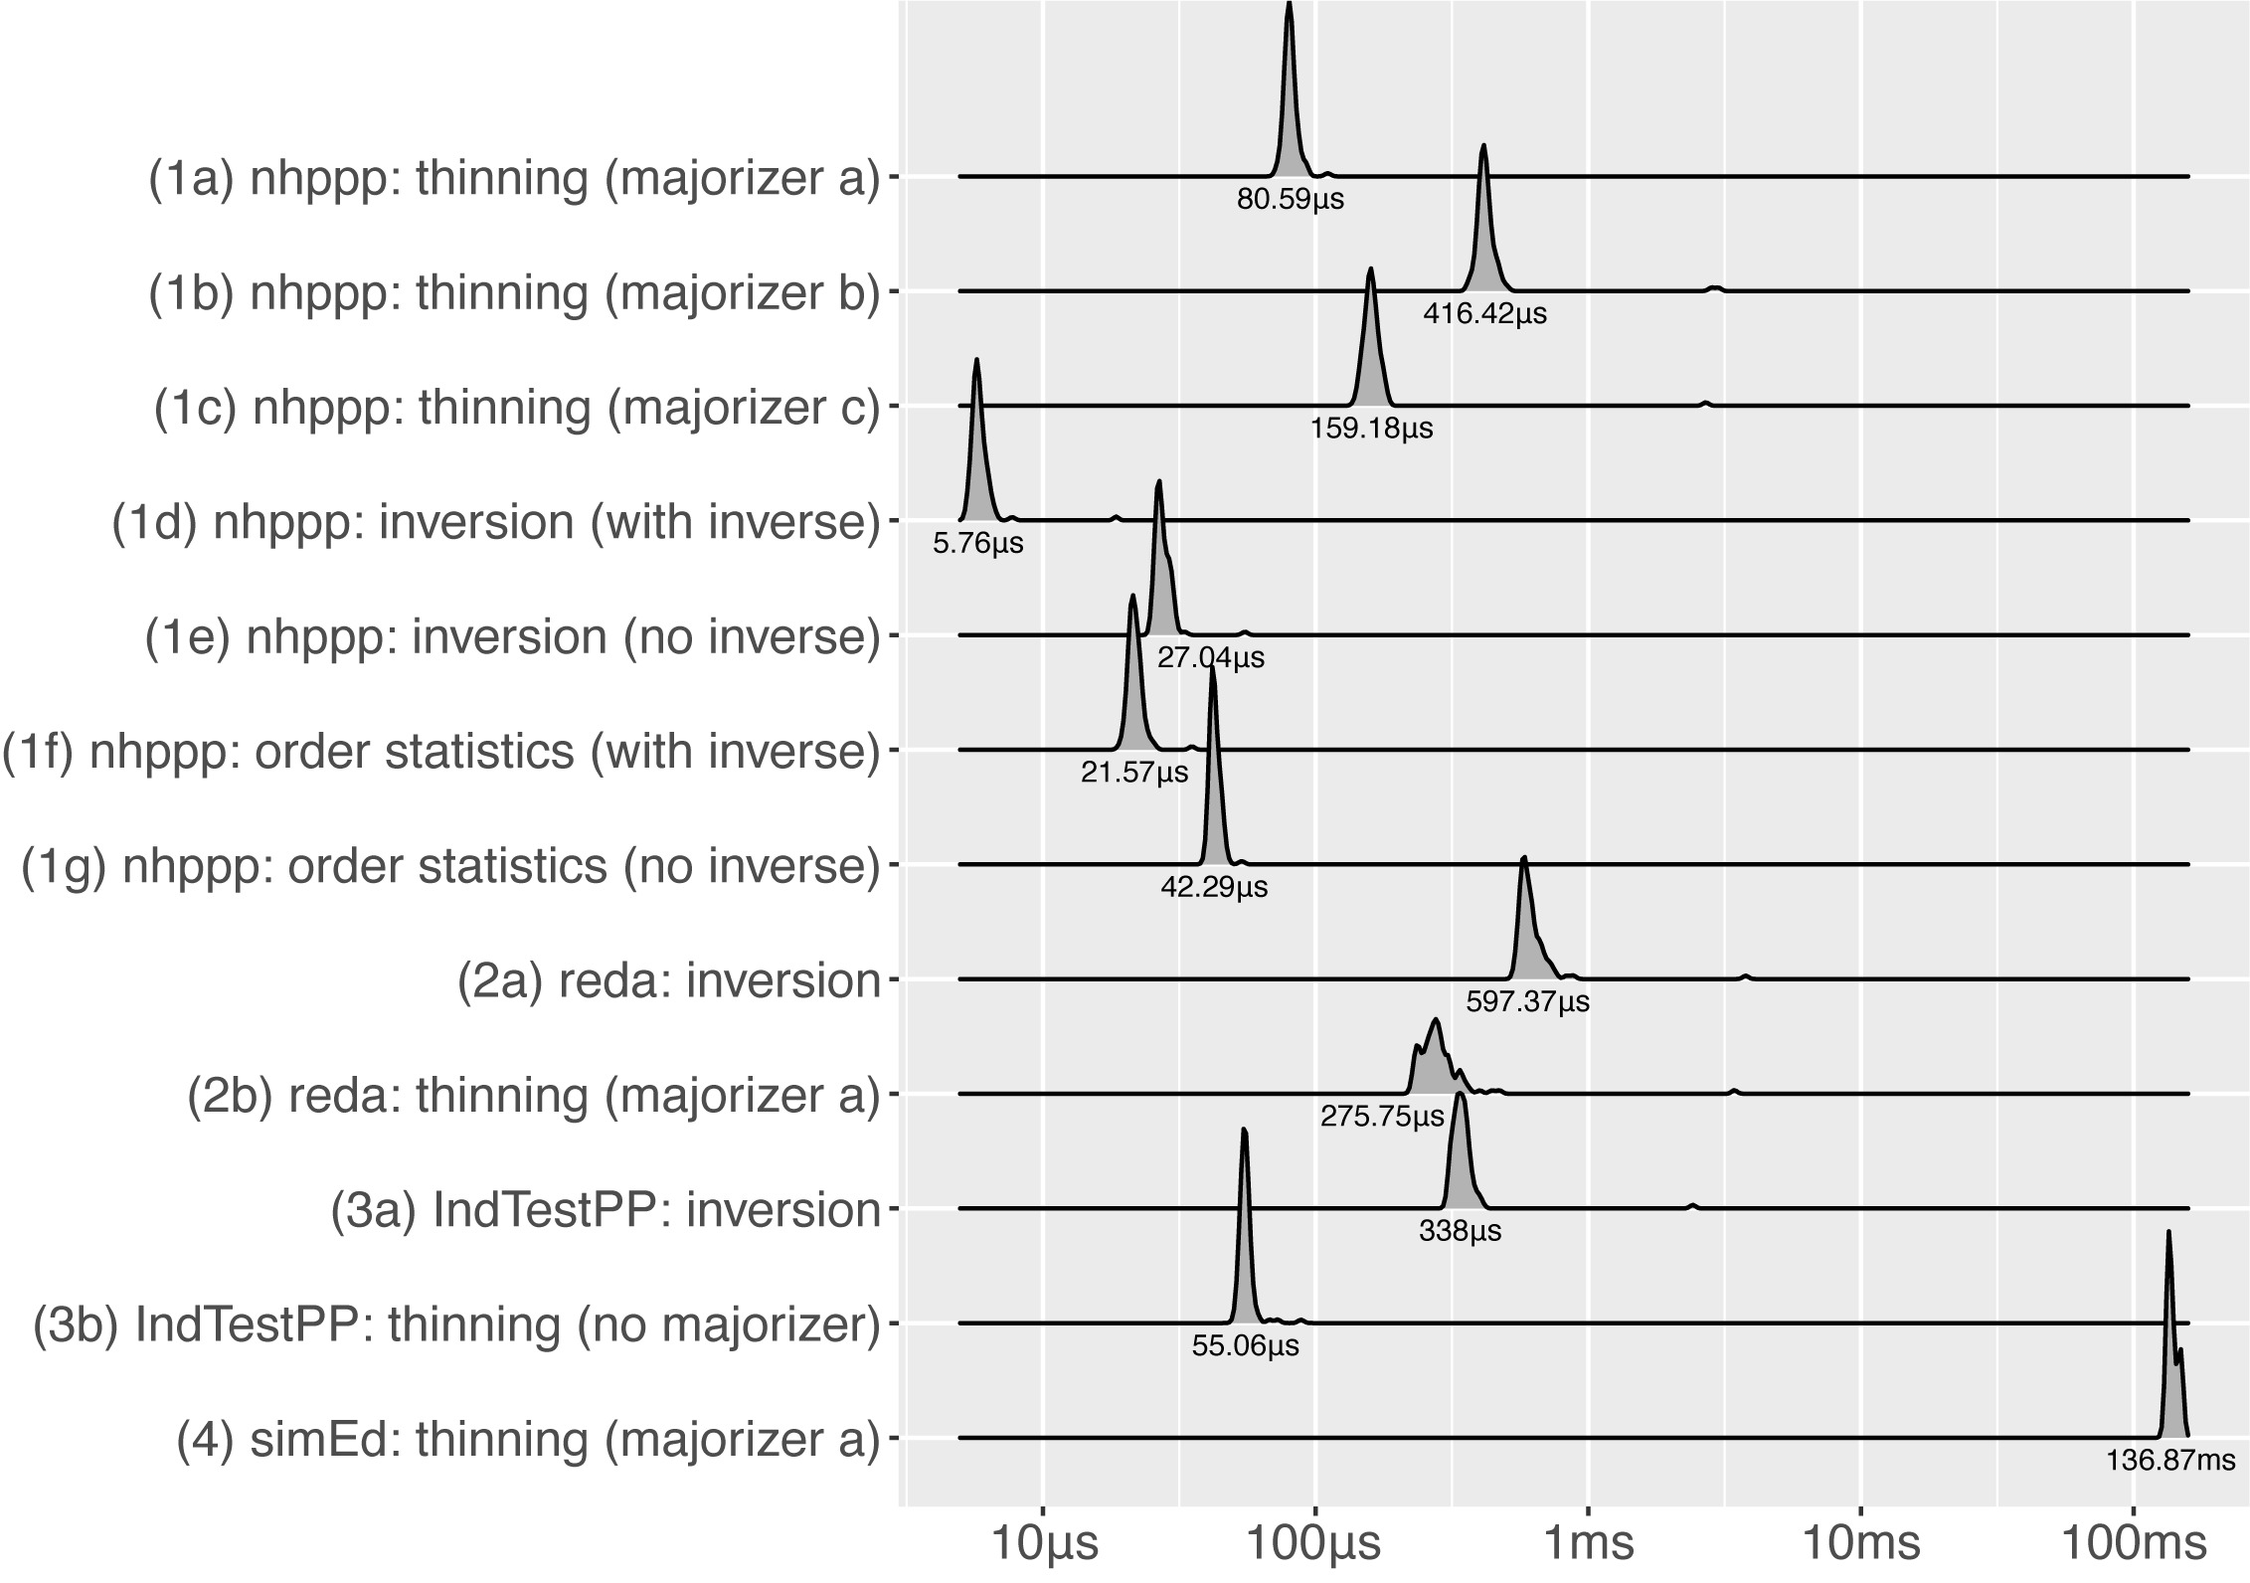 (1a) nhppp: thinning (majorizer a)
80.59µs
(1b) nhppp: thinning (majorizer b)
416.42µs
(1c) nhppp: thinning (majorizer c)
159.18µs
(1d) nhppp: inversion (with inverse)
5.76µs
(1e) nhppp: inversion (no inverse)
27.04µs
(1f) nhppp: order statistics (with inverse)
21.57µs
(1g) nhppp: order statistics (no inverse)
42.29µs
(2a) reda: inversion
597.37µs
(2b) reda: thinning (majorizer a)
275.75µs
(3a) IndTestPP: inversion
338µs
(3b) IndTestPP: thinning (no majorizer)
55.06µs
(4) simEd: thinning (majorizer a)
136.87ms
10µs 100µs 1ms 10ms 100ms